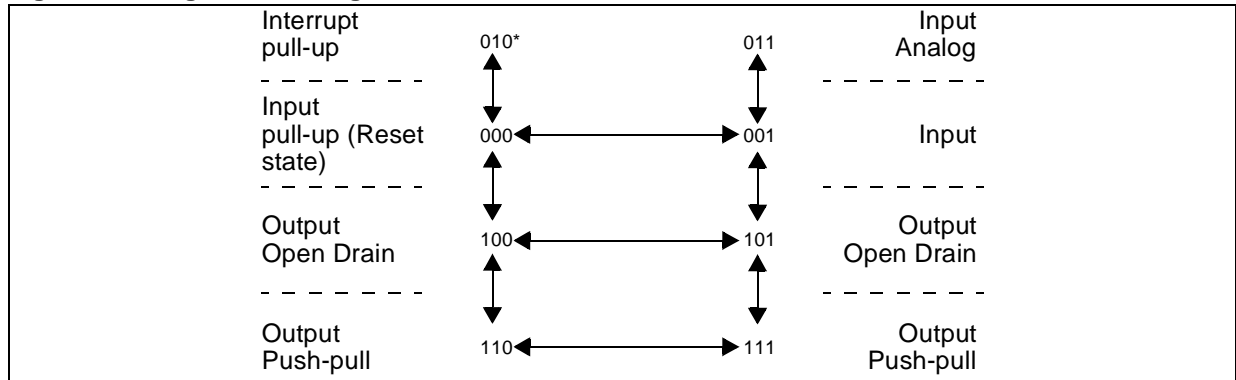 Interrupt
pull-up
010*
011
Input
Analog
Input
pull-up (Reset
state)
000
001
Input
Output
Open Drain
100
101
Output
Open Drain
Output
Push-pull
110
111
Output
Push-pull